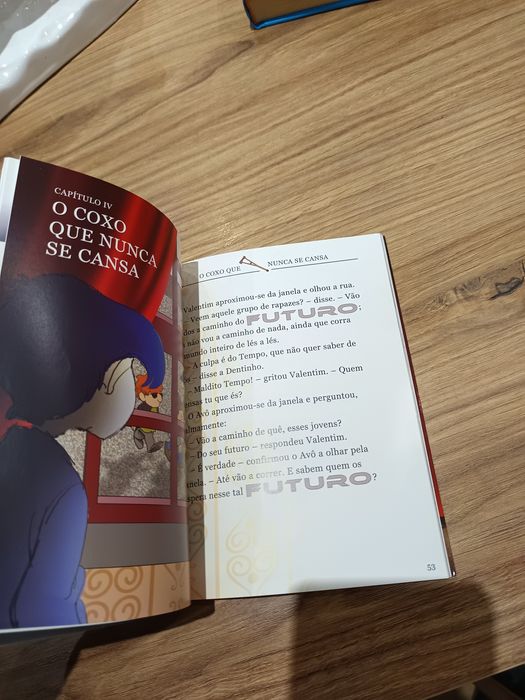 CAPÍTULO IV
O COXO
QUE NUNCA
SE CANSA
O COXO QUE NUNCA SE CANSA
Valentim aproximou-se da janela e olhou a rua.
– Veem aquele grupo de rapazes? – disse. – Vão
a caminho do FUTURO;
não vou a caminho de nada, ainda que corra
mundo inteiro de lés a lés.
– A culpa é do Tempo, que não quer saber de
– disse a Dentinho.
– Maldito Tempo! – gritou Valentim. – Quem
tu que és?
O Avô aproximou-se da janela e perguntou,
calmamente:
– Vão a caminho de quê, esses jovens?
– Do seu futuro – respondeu Valentim.
– É verdade – confirmou o Avô a olhar pela
janela. – Até vão a correr. E sabem quem os
espera nesse tal FUTURO?
53